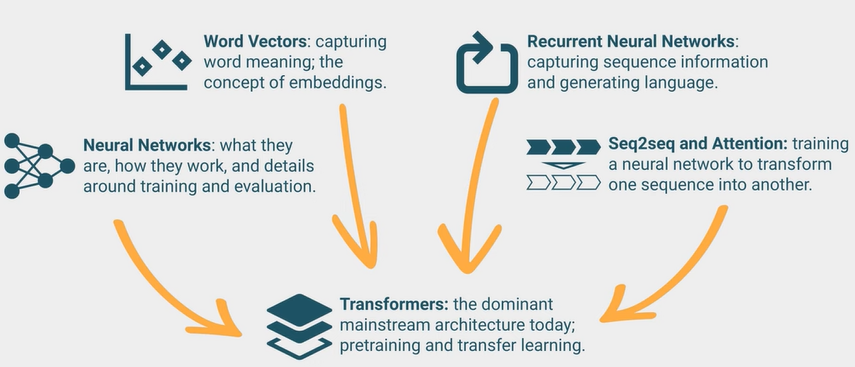 Word Vectors: capturing
word meaning; the
concept of embeddings.
Recurrent Neural Networks:
capturing sequence information
and generating language.
Neural Networks: what they
are, how they work, and details
around training and evaluation.
Seq2seq and Attention: training
a neural network to transform
one sequence into another.
Transformers: the dominant
mainstream architecture today;
pretraining and transfer learning.